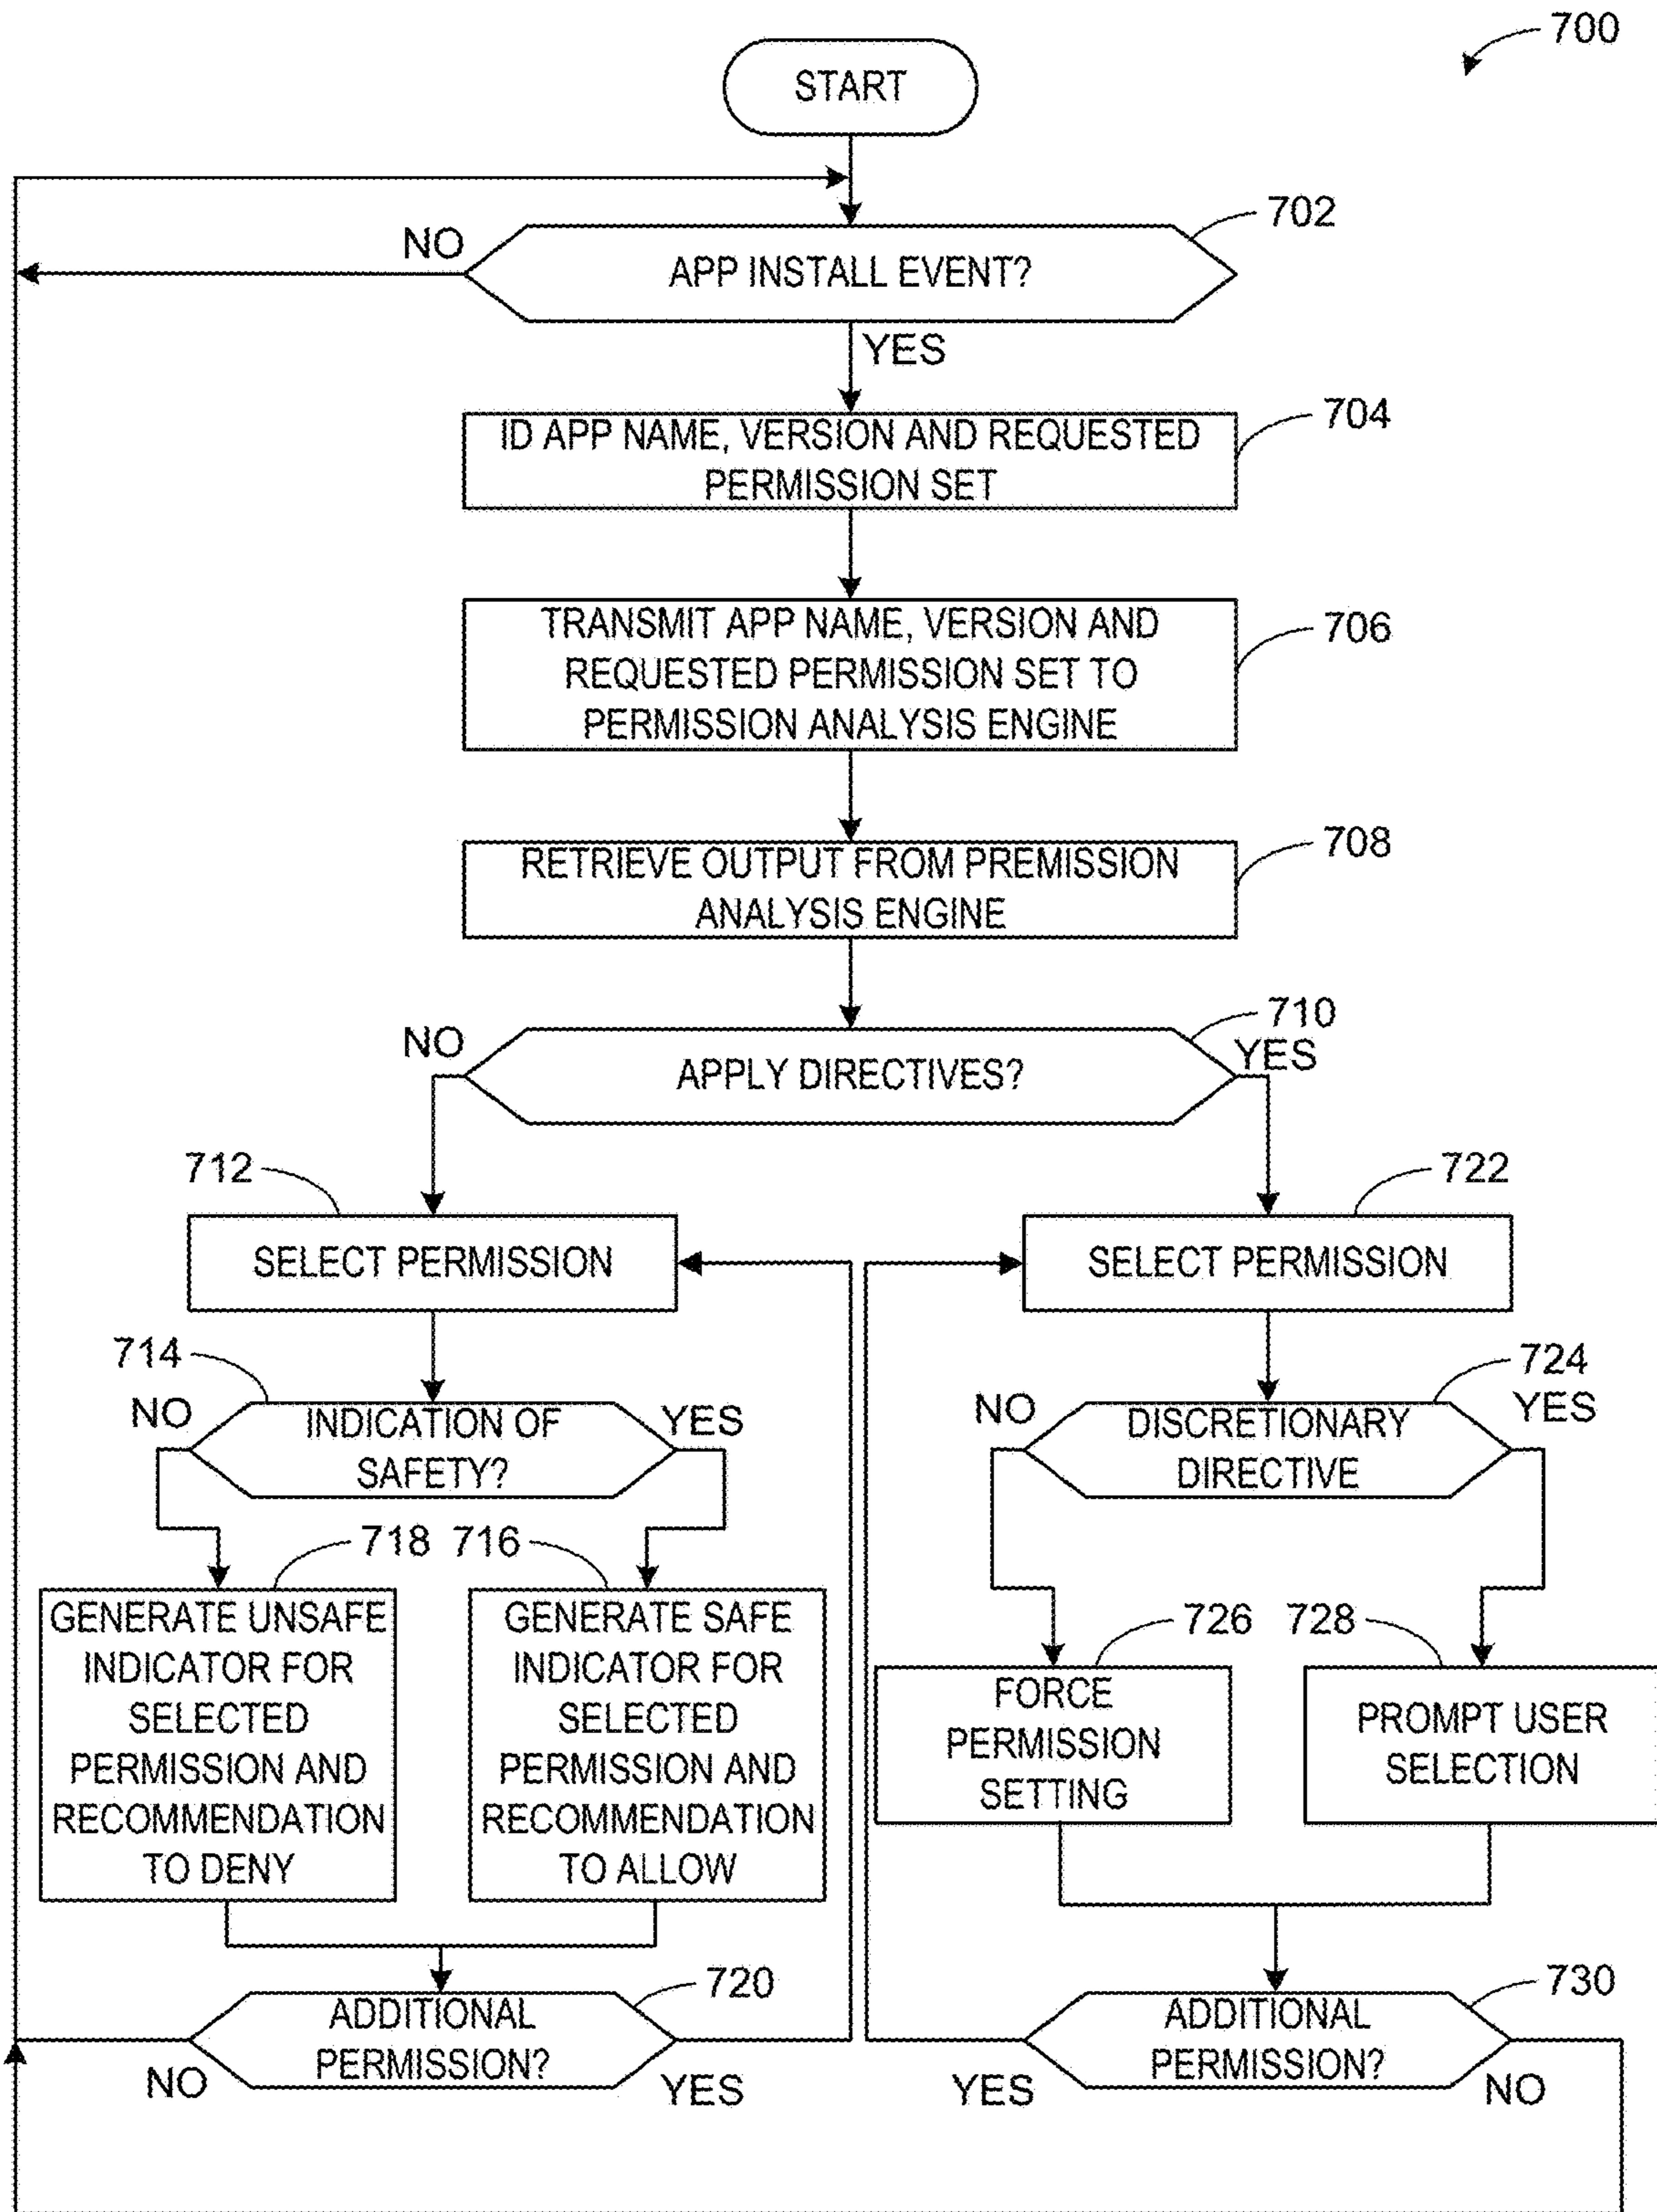 700
START
702
NO
APP INSTALL EVENT?
YES
704
ID APP NAME, VERSION AND REQUESTED
PERMISSION SET
706
TRANSMIT APP NAME, VERSION AND
REQUESTED PERMISSION SET TO
PERMISSION ANALYSIS ENGINE
708
RETRIEVE OUTPUT FROM PREMISSION
ANALYSIS ENGINE
710
NO
YES
APPLY DIRECTIVES?
712
SELECT PERMISSION
714
NO
YES
INDICATION OF
SAFETY?
718
716
GENERATE UNSAFE
INDICATOR FOR
SELECTED
PERMISSION AND
RECOMMENDATION
TO DENY
GENERATE SAFE
INDICATOR FOR
SELECTED
PERMISSION AND
RECOMMENDATION
TO ALLOW
720
ADDITIONAL
PERMISSION?
NO
YES
722
SELECT PERMISSION
724
NO
YES
DISCRETIONARY
DIRECTIVE
726
728
FORCE
PERMISSION
SETTING
PROMPT USER
SELECTION
730
ADDITIONAL
PERMISSION?
YES
NO